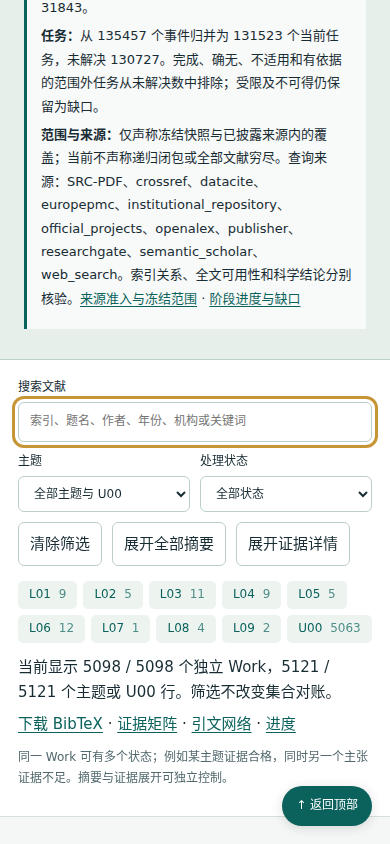 31843。
任务：从 135457 个事件归并为 131523 个当前任
务，未解决 130727。完成、确无、不适用和有依据
的范围外任务从未解决数中排除；受限及不可得仍保
留为缺口。
范围与来源：仅声称冻结快照与已披露来源内的覆
盖；当前不声称递归闭包或全部文献穷尽。查询来
源：SRC-PDF、crossref、datacite、
europepmc、institutional_repository、
official_projects、openalex、publisher、
researchgate、semantic_scholar、
web_search。索引关系、全文可用性和科学结论分别
核验。来源准入与冻结范围 · 阶段进度与缺口
搜索文献
索引、题名、作者、年份、机构或关键词
主题 处理状态
全部主题与 U00 全部状态
清除筛选 展开全部摘要 展开证据详情
L01 9 L02 5 L03 11 L04 9 L05 5
L06 12 L07 1 L08 4 L09 2 U00 5063
当前显示 5098 / 5098 个独立 Work，5121 /
5121 个主题或 U00 行。筛选不改变集合对账。
下载 BibTeX · 证据矩阵 · 引文网络 · 进度
同一 Work 可有多个状态；例如某主题证据合格，同时另一个主张
证据不足。摘要与证据展开可独立控制。
↑ 返回顶部